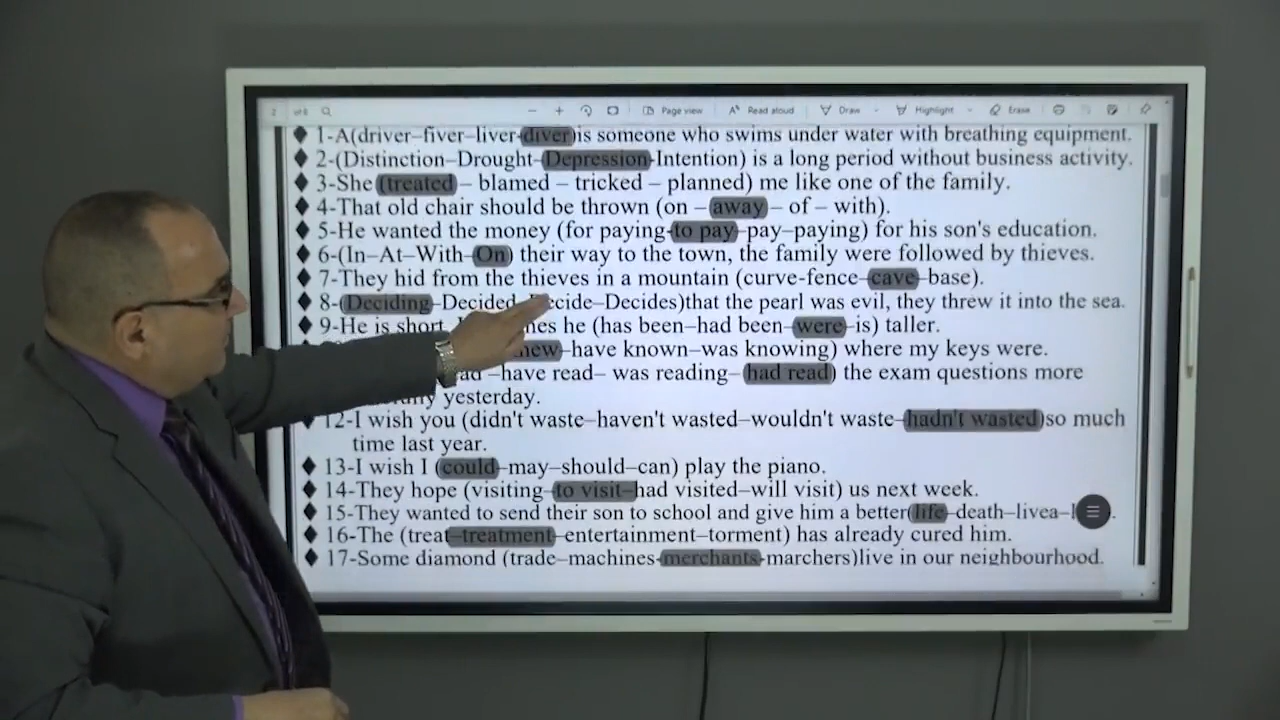 2 of 6 Page view Read aloud Draw Highlight Erase
1-A(driver–fiver–liver-diver)is someone who swims under water with breathing equipment.
2-(Distinction–Drought–Depression-Intention) is a long period without business activity.
3-She (treated – blamed – tricked – planned) me like one of the family.
4-That old chair should be thrown (on – away – of – with).
5-He wanted the money (for paying-to pay–pay–paying) for his son's education.
6-(In–At–With–On) their way to the town, the family were followed by thieves.
7-They hid from the thieves in a mountain (curve-fence–cave–base).
8-(Deciding–Decided–Decide–Decides)that the pearl was evil, they threw it into the sea.
9-He is short. he (has been–had been–were–is) taller.
–have known–was knowing) where my keys were.
–have read– was reading–had read) the exam questions more
yesterday.
12-I wish you (didn't waste–haven't wasted–wouldn't waste–hadn't wasted)so much
time last year.
13-I wish I (could–may–should–can) play the piano.
14-They hope (visiting–to visit–had visited–will visit) us next week.
15-They wanted to send their son to school and give him a better(life–death–livea–
16-The (treat–treatment–entertainment–torment) has already cured him.
17-Some diamond (trade–machines-merchants-marchers)live in our neighbourhood.